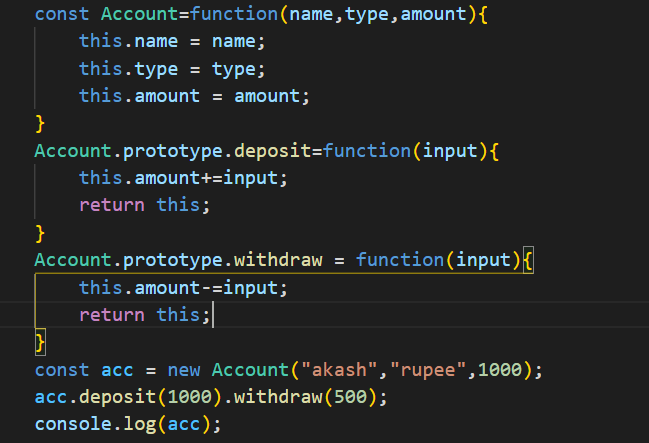 const Account=function(name,type,amount){
    this.name = name;
    this.type = type;
    this.amount = amount;
}
Account.prototype.deposit=function(input){
    this.amount+=input;
    return this;
}
Account.prototype.withdraw = function(input){
    this.amount-=input;
    return this;
}
const acc = new Account("akash","rupee",1000);
acc.deposit(1000).withdraw(500);
console.log(acc);